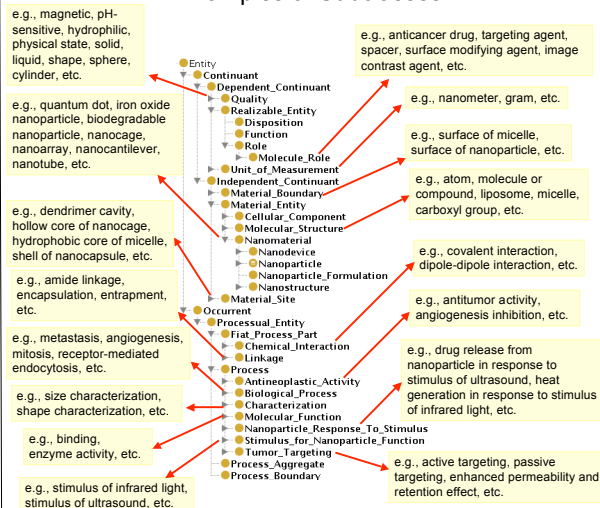 e.g., magnetic, pH-
sensitive, hydrophilic,
physical state, solid,
liquid, shape, sphere,
cylinder, etc.
e.g., quantum dot, iron oxide
nanoparticle, biodegradable
nanoparticle, nanocage,
nanoarray, nanocantilever,
nanotube, etc.
e.g., dendrimer cavity,
hollow core of nanocage,
hydrophobic core of micelle,
shell of nanocapsule, etc.
e.g., amide linkage,
encapsulation, entrapment,
etc.
e.g., metastasis, angiogenesis,
mitosis, receptor-mediated
endocytosis, etc.
e.g., size characterization,
shape characterization, etc.
e.g., binding,
enzyme activity, etc.
e.g., stimulus of infrared light,
stimulus of ultrasound, etc.
Entity
Continuant
Dependent_Continuant
Quality
Realizable_Entity
Disposition
Function
Role
Molecule_Role
Unit_of_Measurement
Independent_Continuant
Material_Boundary
Material_Entity
Cellular_Component
Molecular_Structure
Nanomaterial
Nanodevice
Nanoparticle
Nanoparticle_Formulation
Nanostructure
Material_Site
Occurrent
Processual_Entity
Fiat_Process_Part
Chemical_Interaction
Linkage
Process
Antineoplastic_Activity
Biological_Process
Characterization
Molecular_Function
Nanoparticle_Response_To_Stimulus
Stimulus_for_Nanoparticle_Function
Tumor_Targeting
Process_Aggregate
Process_Boundary
e.g., anticancer drug, targeting agent,
spacer, surface modifying agent, image
contrast agent, etc.
e.g., nanometer, gram, etc.
e.g., surface of micelle,
surface of nanoparticle, etc.
e.g., atom, molecule or
compound, liposome, micelle,
carboxyl group, etc.
e.g., covalent interaction,
dipole-dipole interaction, etc.
e.g., antitumor activity,
angiogenesis inhibition, etc.
e.g., drug release from
nanoparticle in response to
stimulus of ultrasound, heat
generation in response to stimulus
of infrared light, etc.
e.g., active targeting, passive
targeting, enhanced permeability and
retention effect, etc.